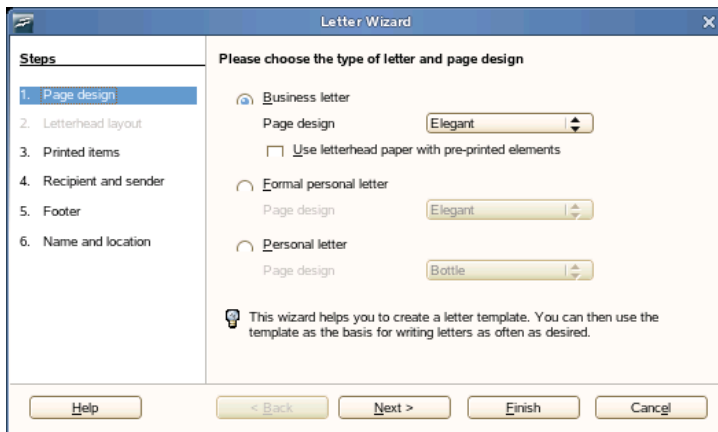 Letter Wizard
Steps
1. Page design
2. Letterhead layout
3. Printed items
4. Recipient and sender
5. Footer
6. Name and location
Please choose the type of letter and page design
Business letter
Page design Elegant
Use letterhead paper with pre-printed elements
Formal personal letter
Page design Elegant
Personal letter
Page design Bottle
This wizard helps you to create a letter template. You can then use the
template as the basis for writing letters as often as desired.
Help < Back Next > Finish Cancel